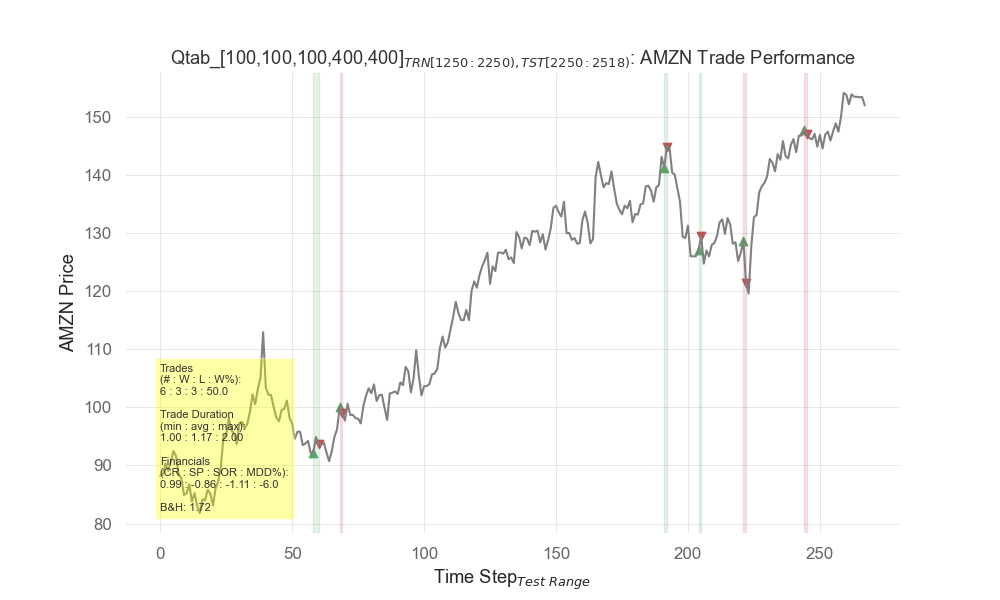 Qtab_[100,100,100,400,400]TRN[1250:2250),TST[2250:2518): AMZN Trade Performance
AMZN Price
150
140
130
120
110
100
90
80
Trades
(# : W : L : W%):
6 : 3 : 3 : 50.0
Trade Duration
(min : avg : max):
1.00 : 1.17 : 2.00
Financials
(CR : SP : SOR : MDD%):
0.99 : -0.86 : -1.11 : -6.0
B&H: 1.72
0 50 100 150 200 250
Time StepTest Range